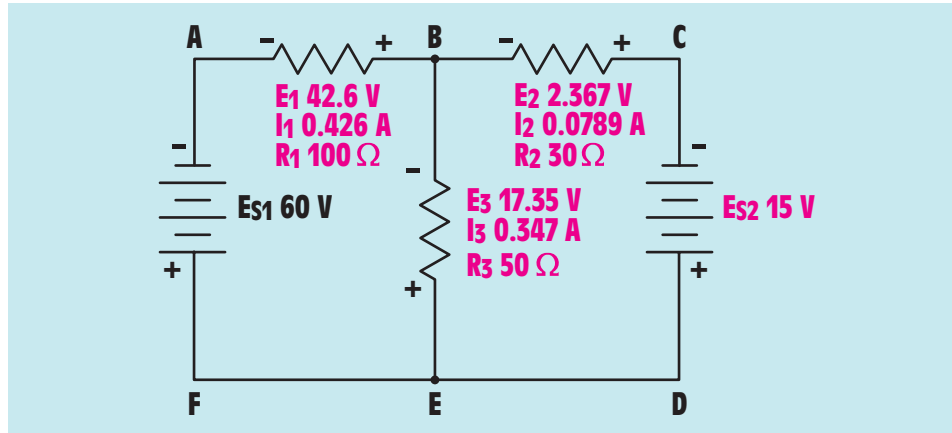 A - + B - + C
E1 42.6 V
I1 0.426 A
R1 100 Ω
E2 2.367 V
I2 0.0789 A
R2 30 Ω
- - -
ES1 60 V
E3 17.35 V
I3 0.347 A
R3 50 Ω
ES2 15 V
+ + +
F E D